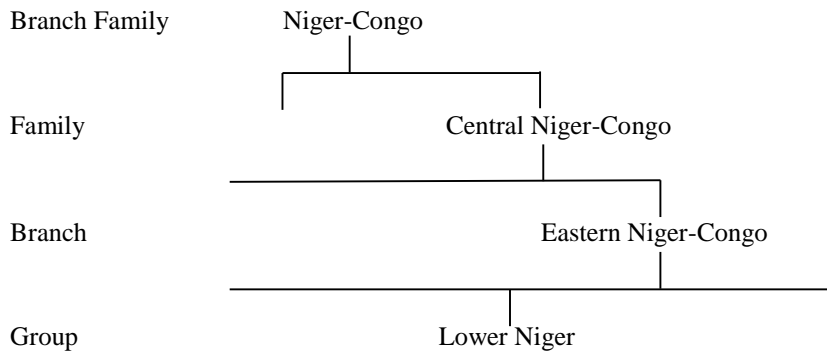 Branch Family Niger-Congo
Family Central Niger-Congo
Branch Eastern Niger-Congo
Group Lower Niger